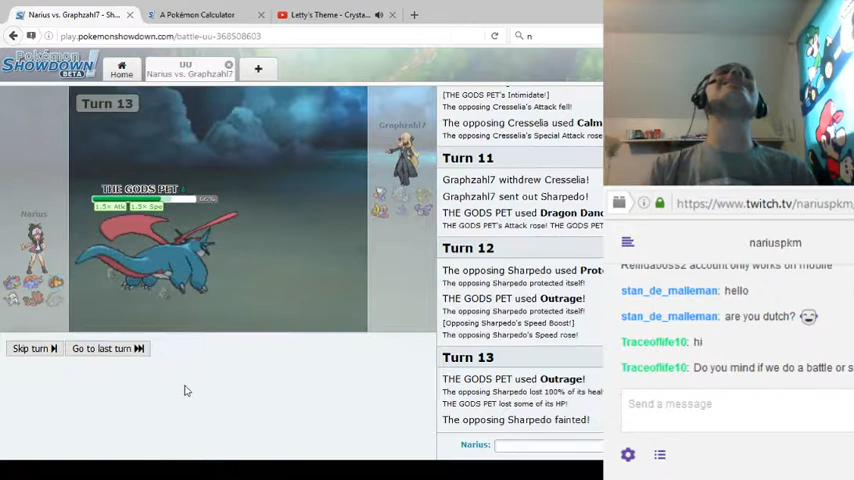 Narius vs. Graphzahl7 - Sh...
A Pokémon Calculator
Letty's Theme - Crysta...
play.pokemonshowdown.com/battle-uu-368508603
n
Pokémon
Showdown!
BETA
Home
UU
Narius vs. Graphzahl7
Turn 13
THE GODS PET
1.5× Atk 1.5× Spe
Narius
Graphzahl7
Skip turn
Go to last turn
[THE GODS PET's Intimidate!]
The opposing Cresselia's Attack fell!
The opposing Cresselia used Calm
The opposing Cresselia's Special Attack rose
Turn 11
Graphzahl7 withdrew Cresselia!
Graphzahl7 sent out Sharpedo!
THE GODS PET used Dragon Danc
THE GODS PET's Attack rose! THE GODS PE
Turn 12
The opposing Sharpedo used Prote
The opposing Sharpedo protected itself!
THE GODS PET used Outrage!
The opposing Sharpedo protected itself!
[Opposing Sharpedo's Speed Boost!]
The opposing Sharpedo's Speed rose!
Turn 13
THE GODS PET used Outrage!
The opposing Sharpedo lost 100% of its heal
THE GODS PET lost some of its HP!
The opposing Sharpedo fainted!
Narius:
https://www.twitch.tv/nariuspkm
nariuspkm
account only works on mobile
stan_de_malleman: hello
stan_de_malleman: are you dutch?
Traceoflife10: hi
Traceoflife10: Do you mind if we do a battle or s
Send a message